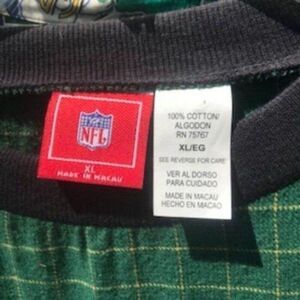 NFL
XL
MADE IN MACAU
100% COTTON/
ALGODON
RN 75767
XL/EG
SEE REVERSE FOR CARE
VER AL DORSO
PARA CUIDADO
MADE IN MACAU
HECHO EN MACAO